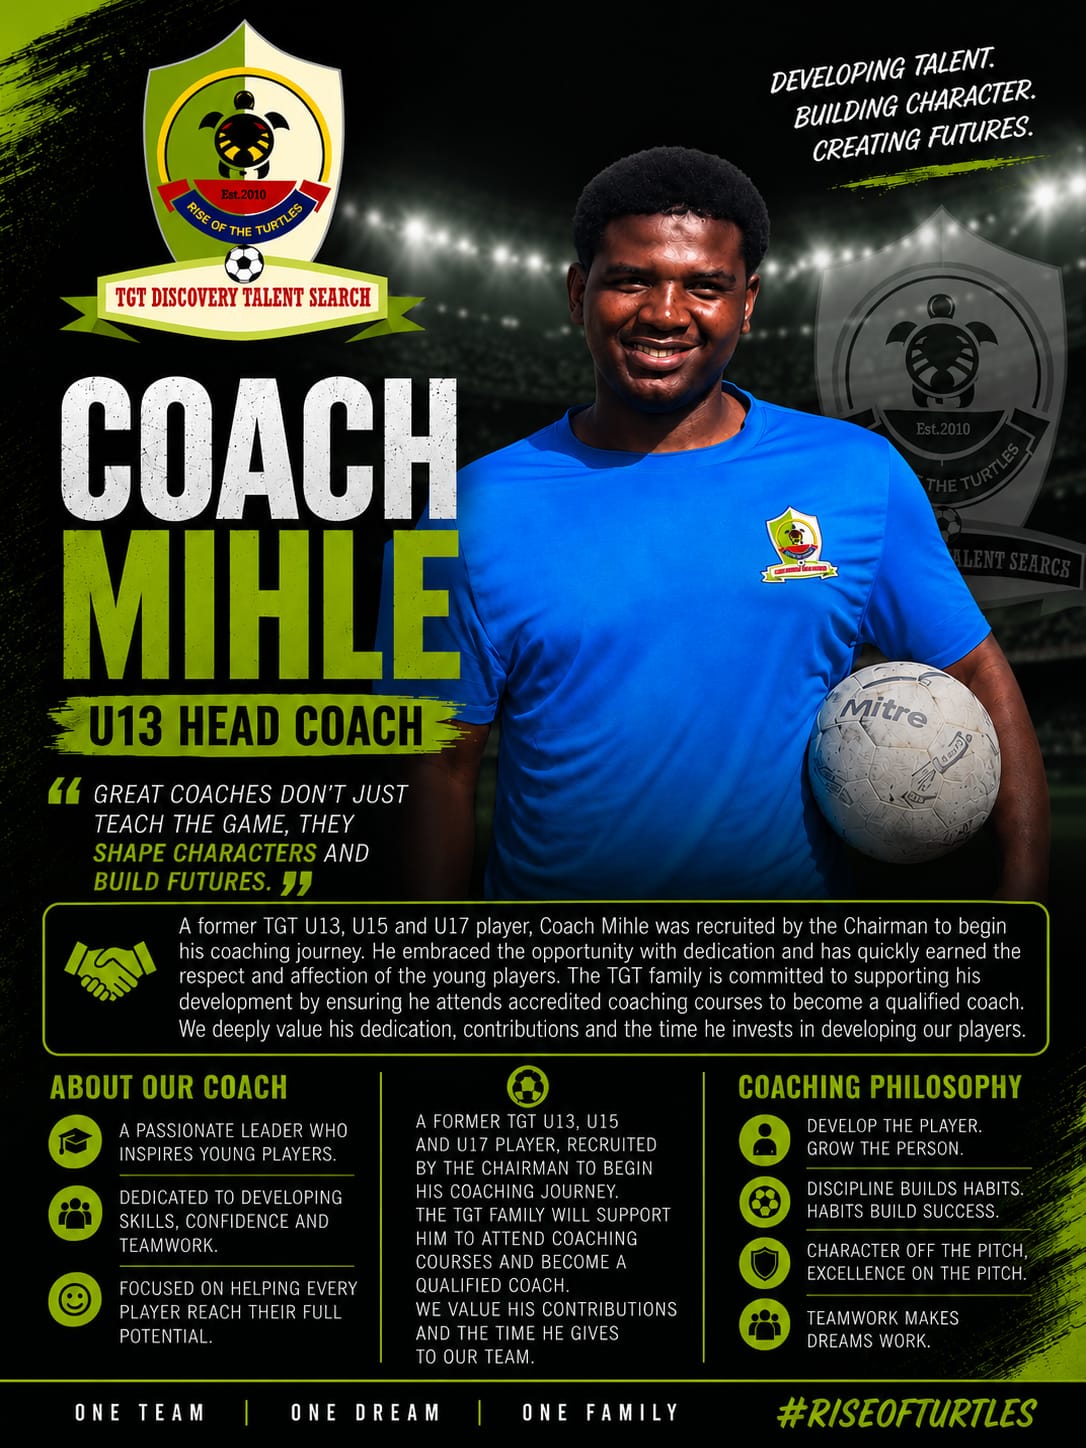 Est.2010
RISE OF THE TURTLES
TGT DISCOVERY TALENT SEARCH
DEVELOPING TALENT.
BUILDING CHARACTER.
CREATING FUTURES.
Est.2010
THE TURTLES
TALENT SEARCH
COACH
MIHLE
U13 HEAD COACH
Mitre
“ GREAT COACHES DON’T JUST
TEACH THE GAME, THEY
SHAPE CHARACTERS AND
BUILD FUTURES. ”
A former TGT U13, U15 and U17 player, Coach Mihle was recruited by the Chairman to begin
his coaching journey. He embraced the opportunity with dedication and has quickly earned the
respect and affection of the young players. The TGT family is committed to supporting his
development by ensuring he attends accredited coaching courses to become a qualified coach.
We deeply value his dedication, contributions and the time he invests in developing our players.
ABOUT OUR COACH
A PASSIONATE LEADER WHO
INSPIRES YOUNG PLAYERS.
DEDICATED TO DEVELOPING
SKILLS, CONFIDENCE AND
TEAMWORK.
FOCUSED ON HELPING EVERY
PLAYER REACH THEIR FULL
POTENTIAL.
A FORMER TGT U13, U15
AND U17 PLAYER, RECRUITED
BY THE CHAIRMAN TO BEGIN
HIS COACHING JOURNEY.
THE TGT FAMILY WILL SUPPORT
HIM TO ATTEND COACHING
COURSES AND BECOME A
QUALIFIED COACH.
WE VALUE HIS CONTRIBUTIONS
AND THE TIME HE GIVES
TO OUR TEAM.
COACHING PHILOSOPHY
DEVELOP THE PLAYER.
GROW THE PERSON.
DISCIPLINE BUILDS HABITS.
HABITS BUILD SUCCESS.
CHARACTER OFF THE PITCH,
EXCELLENCE ON THE PITCH.
TEAMWORK MAKES
DREAMS WORK.
ONE TEAM | ONE DREAM | ONE FAMILY
#RISEOFTURTLES